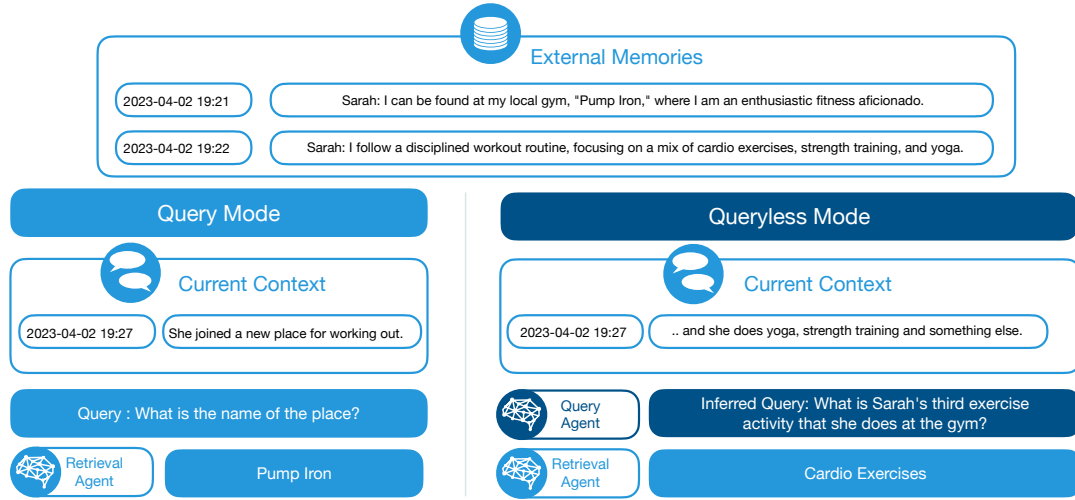 External Memories
2023-04-02 19:21
Sarah: I can be found at my local gym, "Pump Iron," where I am an enthusiastic fitness aficionado.
2023-04-02 19:22
Sarah: I follow a disciplined workout routine, focusing on a mix of cardio exercises, strength training, and yoga.
Query Mode
Current Context
2023-04-02 19:27
She joined a new place for working out.
Query : What is the name of the place?
Retrieval
Agent
Pump Iron
Queryless Mode
Current Context
2023-04-02 19:27
.. and she does yoga, strength training and something else.
Query
Agent
Inferred Query: What is Sarah's third exercise
activity that she does at the gym?
Retrieval
Agent
Cardio Exercises